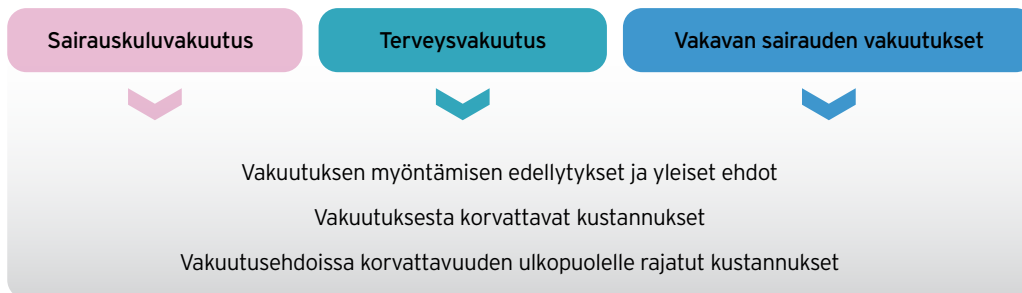 Sairauskuluvakuutus
Terveysvakuutus
Vakavan sairauden vakuutukset
Vakuutuksen myöntämisen edellytykset ja yleiset ehdot
Vakuutuksesta korvattavat kustannukset
Vakuutusehdoissa korvattavuuden ulkopuolelle rajatut kustannukset